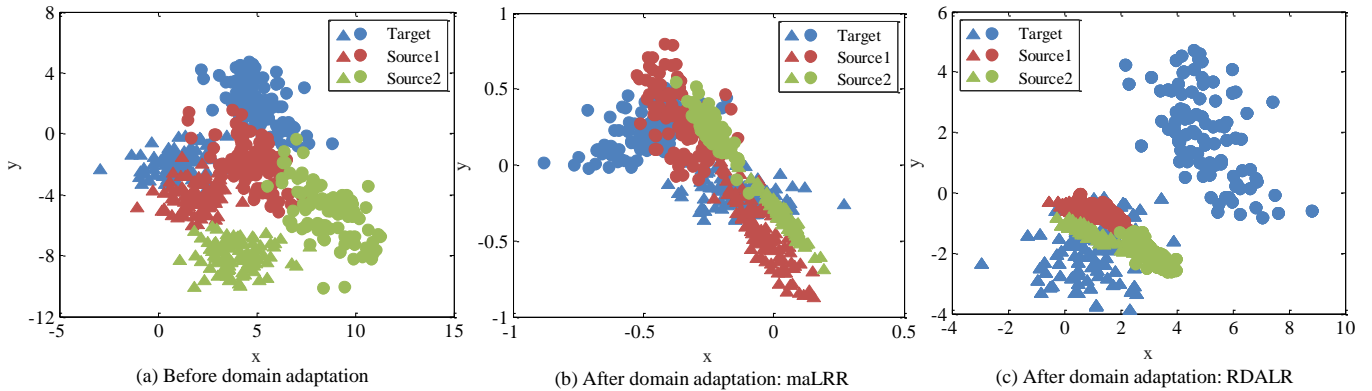 8
4
0
-4
-8
-12
-5
0
5
10
15
y
x
Target
Source1
Source2
(a) Before domain adaptation
1
0.5
0
-0.5
-1
-1
-0.5
0
0.5
y
x
Target
Source1
Source2
(b) After domain adaptation: maLRR
6
4
2
0
-2
-4
-4
-2
0
2
4
6
8
10
y
x
Target
Source1
Source2
(c) After domain adaptation: RDALR